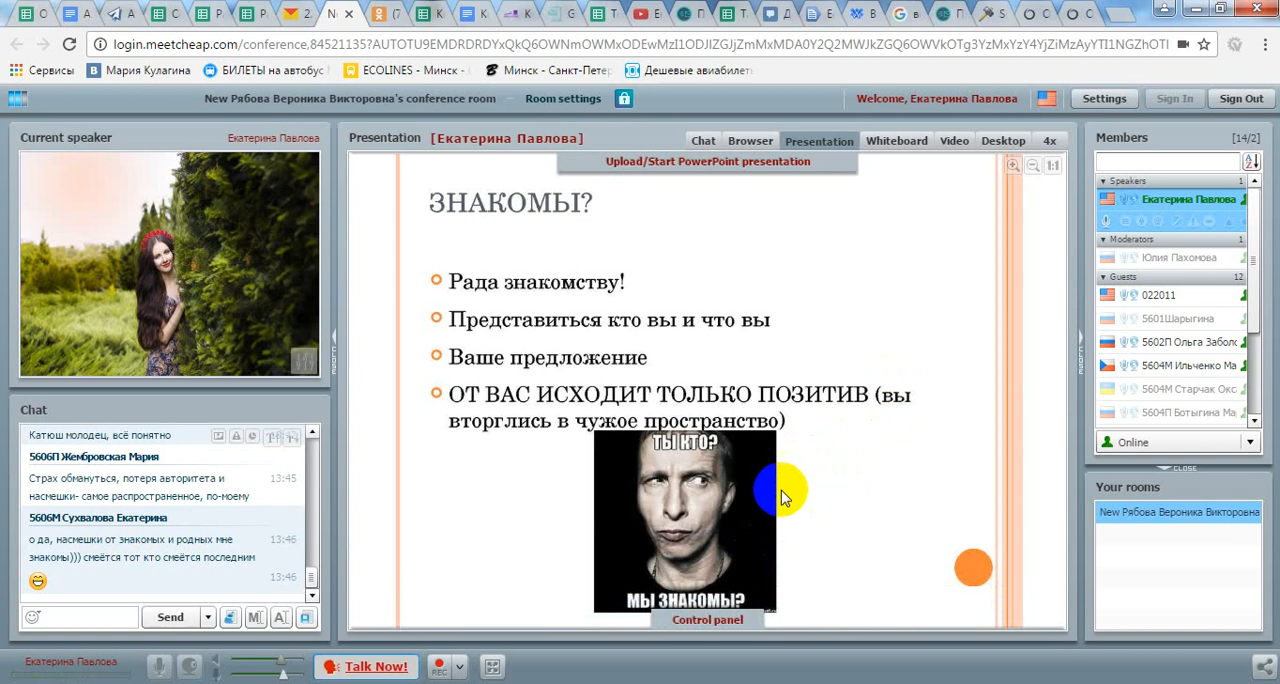 login.meetcheap.com/conference,84521135?AUTOTU9EMDRDRDYxQkQ6OWNmOWMxODEwMzI1ODJlZGJjZmMxMDA0Y2Q2MWJkZGQ6OWVkOTg3YzMxYzY4YjZiMzAyYTI1NGZhOTI
Сервисы
Мария Кулагина
БИЛЕТЫ на автобус
ECOLINES - Минск -
Минск - Санкт-Петер
Дешевые авиабилет
New Рябова Вероника Викторовна's conference room
Room settings
Welcome, Екатерина Павлова
Settings
Sign In
Sign Out
Current speaker
Екатерина Павлова
Presentation
[Екатерина Павлова]
Chat
Browser
Presentation
Whiteboard
Video
Desktop
4x
Upload/Start PowerPoint presentation
1:1
ЗНАКОМЫ?
Рада знакомству!
Представиться кто вы и что вы
Ваше предложение
ОТ ВАС ИСХОДИТ ТОЛЬКО ПОЗИТИВ (вы
вторглись в чужое пространство)
ТЫ КТО?
МЫ ЗНАКОМЫ?
Control panel
Members
[14/2]
Speakers
1
Екатерина Павлова
Moderators
1
Юлия Пахомова
Guests
12
022011
5601Шарыгина
5602П Ольга Забол
5604М Ильченко Ма
5604М Старчак Окс
5604П Ботыгина Ма
Online
CLOSE
Your rooms
New Рябова Вероника Викторовна
Chat
Катюш молодец, всё понятно
5606П Жембровская Мария
Страх обмануться, потеря авторитета и
13:45
насмешки- самое распространенное, по-моему
5606М Сухвалова Екатерина
о да, насмешки от знакомых и родных мне
13:46
знакомы))) смеётся тот кто смеётся последним
13:46
Send
Екатерина Павлова
Talk Now!
REC